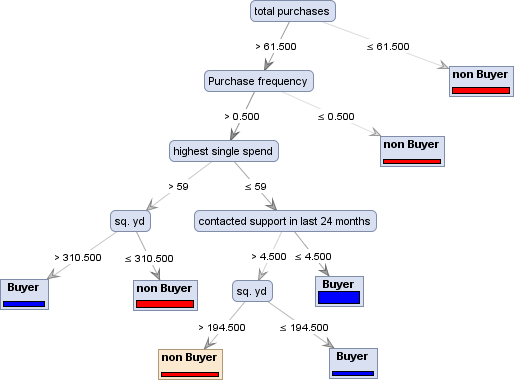 total purchases
> 61.500
≤ 61.500
Purchase frequency
non Buyer
> 0.500
≤ 0.500
highest single spend
non Buyer
> 59
≤ 59
sq. yd
contacted support in last 24 months
> 310.500
≤ 310.500
> 4.500
≤ 4.500
Buyer
non Buyer
sq. yd
Buyer
> 194.500
≤ 194.500
non Buyer
Buyer